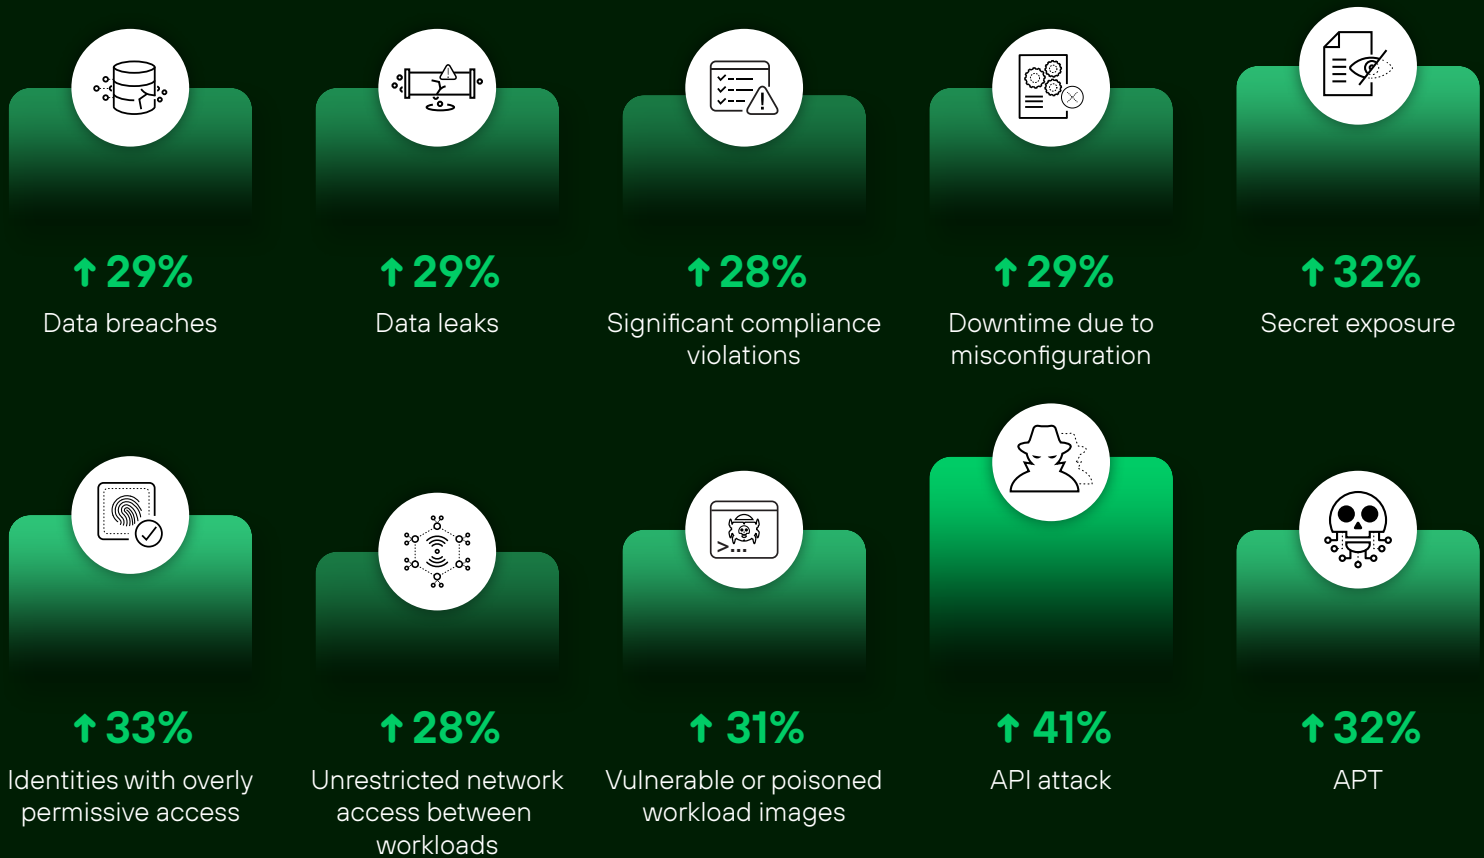 ↑ 29%
Data breaches
↑ 29%
Data leaks
↑ 28%
Significant compliance
violations
↑ 29%
Downtime due to
misconfiguration
↑ 32%
Secret exposure
↑ 33%
Identities with overly
permissive access
↑ 28%
Unrestricted network
access between
workloads
>...
↑ 31%
Vulnerable or poisoned
workload images
↑ 41%
API attack
↑ 32%
APT